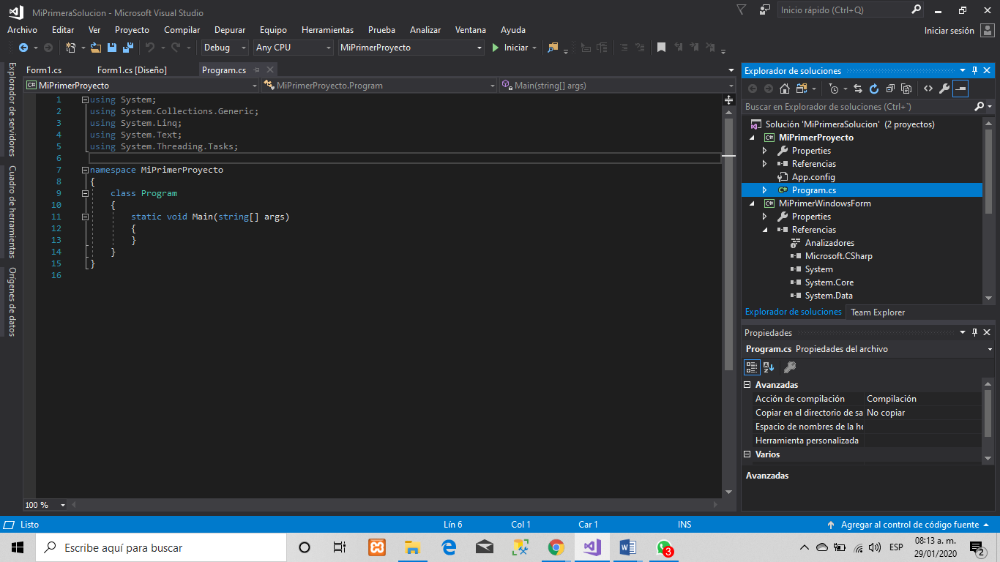 MiPrimeraSolucion - Microsoft Visual Studio
Inicio rápido (Ctrl+Q)
Archivo Editar Ver Proyecto Compilar Depurar Equipo Herramientas Prueba Analizar Ventana Ayuda
Iniciar sesión
Debug Any CPU MiPrimerProyecto Iniciar
Explorador de servidores
Cuadro de herramientas
Orígenes de datos
Form1.cs Form1.cs [Diseño] Program.cs
MiPrimerProyecto MiPrimerProyecto.Program Main(string[] args)
1 using System;
2 using System.Collections.Generic;
3 using System.Linq;
4 using System.Text;
5 using System.Threading.Tasks;
6
7 namespace MiPrimerProyecto
8 {
9 class Program
10 {
11 static void Main(string[] args)
12 {
13 }
14 }
15 }
16
100 %
Explorador de soluciones
Buscar en Explorador de soluciones (Ctrl+`)
Solución 'MiPrimeraSolucion' (2 proyectos)
C# MiPrimerProyecto
Properties
Referencias
App.config
C# Program.cs
C# MiPrimerWindowsForm
Properties
Referencias
Analizadores
Microsoft.CSharp
System
System.Core
System.Data
Explorador de soluciones Team Explorer
Propiedades
Program.cs Propiedades del archivo
Avanzadas
Acción de compilación Compilación
Copiar en el directorio de sa No copiar
Espacio de nombres de la he
Herramienta personalizada
Varios
Avanzadas
Listo Lín 6 Col 1 Car 1 INS Agregar al control de código fuente
Escribe aquí para buscar
3
ESP
08:13 a. m.
29/01/2020
2